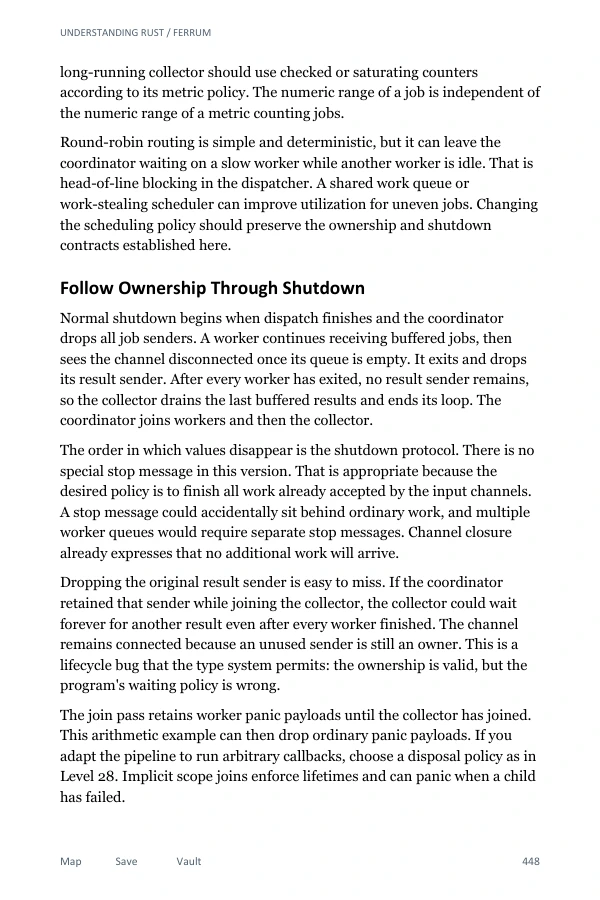 UNDERSTANDING RUST / FERRUM
long-running collector should use checked or saturating counters
according to its metric policy. The numeric range of a job is independent of
the numeric range of a metric counting jobs.
Round-robin routing is simple and deterministic, but it can leave the
coordinator waiting on a slow worker while another worker is idle. That is
head-of-line blocking in the dispatcher. A shared work queue or
work-stealing scheduler can improve utilization for uneven jobs. Changing
the scheduling policy should preserve the ownership and shutdown
contracts established here.
Follow Ownership Through Shutdown
Normal shutdown begins when dispatch finishes and the coordinator
drops all job senders. A worker continues receiving buffered jobs, then
sees the channel disconnected once its queue is empty. It exits and drops
its result sender. After every worker has exited, no result sender remains,
so the collector drains the last buffered results and ends its loop. The
coordinator joins workers and then the collector.
The order in which values disappear is the shutdown protocol. There is no
special stop message in this version. That is appropriate because the
desired policy is to finish all work already accepted by the input channels.
A stop message could accidentally sit behind ordinary work, and multiple
worker queues would require separate stop messages. Channel closure
already expresses that no additional work will arrive.
Dropping the original result sender is easy to miss. If the coordinator
retained that sender while joining the collector, the collector could wait
forever for another result even after every worker finished. The channel
remains connected because an unused sender is still an owner. This is a
lifecycle bug that the type system permits: the ownership is valid, but the
program's waiting policy is wrong.
The join pass retains worker panic payloads until the collector has joined.
This arithmetic example can then drop ordinary panic payloads. If you
adapt the pipeline to run arbitrary callbacks, choose a disposal policy as in
Level 28. Implicit scope joins enforce lifetimes and can panic when a child
has failed.
Map Save Vault 448